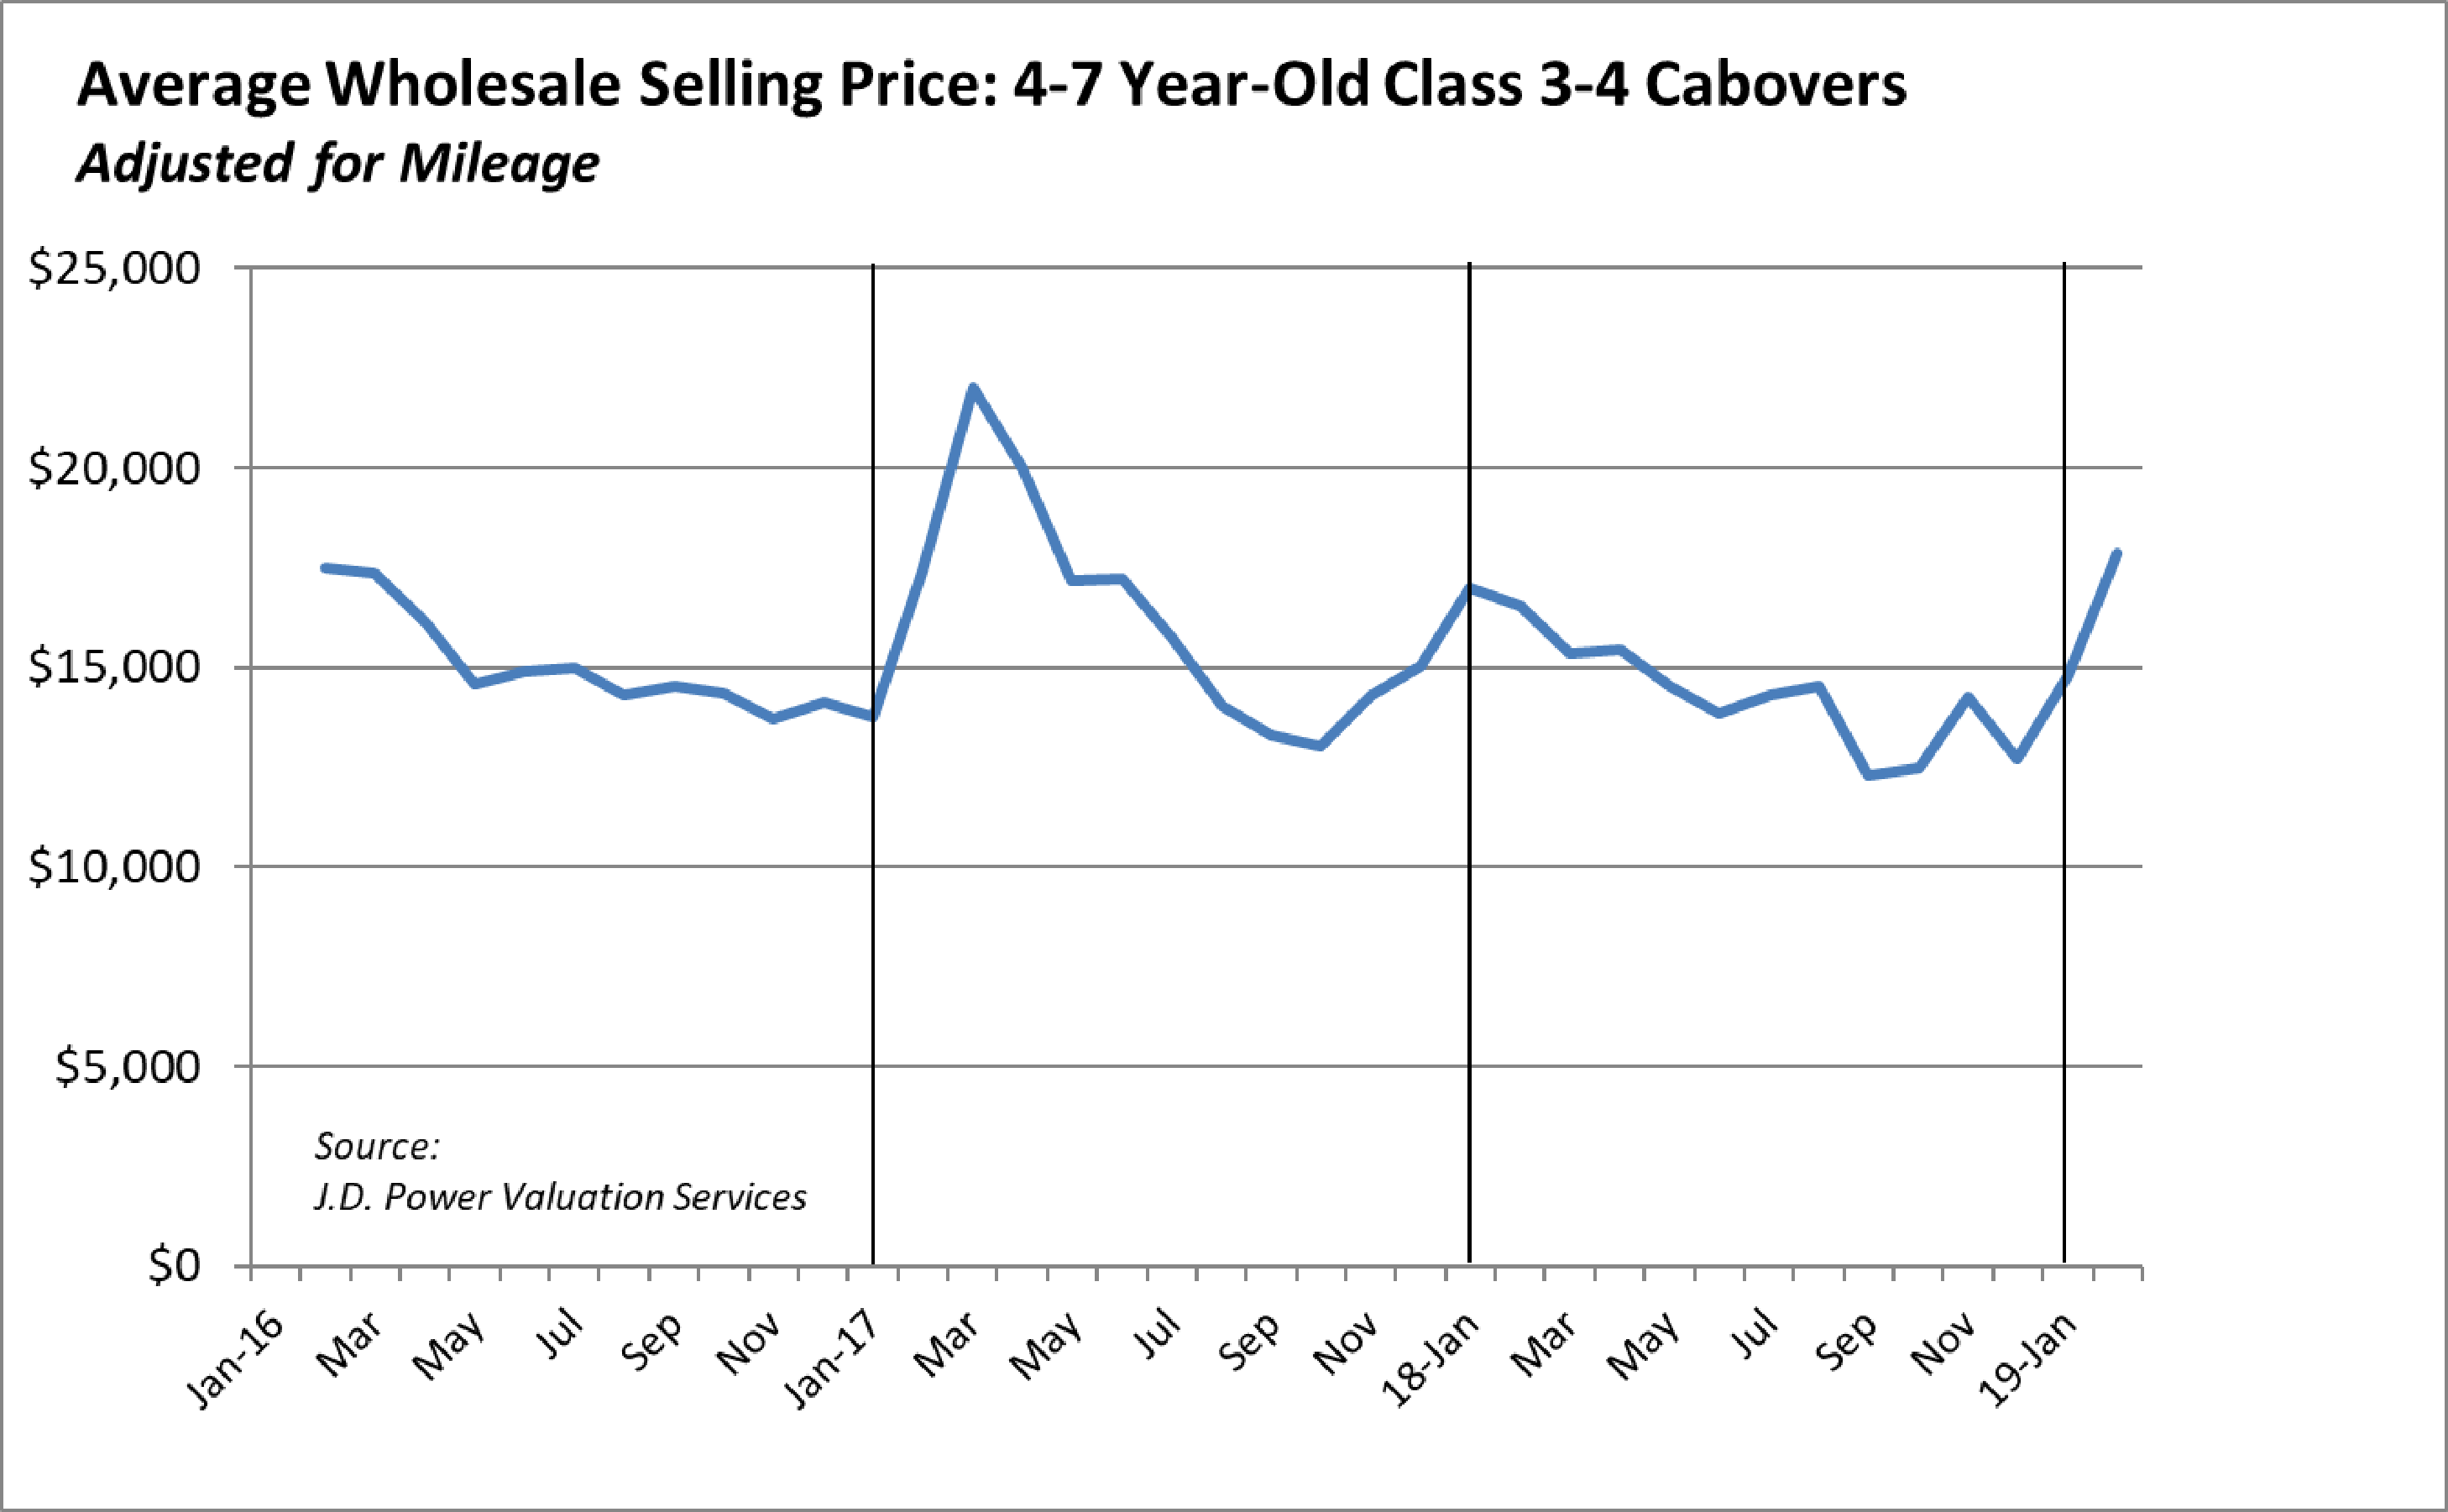 Average Wholesale Selling Price: 4-7 Year-Old Class 3-4 Cabovers
Adjusted for Mileage
$25,000
$20,000
$15,000
$10,000
$5,000
$0
Source:
J.D. Power Valuation Services
Jan-16
Mar
May
Jul
Sep
Nov
Jan-17
Mar
May
Jul
Sep
Nov
18-Jan
Mar
May
Jul
Sep
Nov
19-Jan